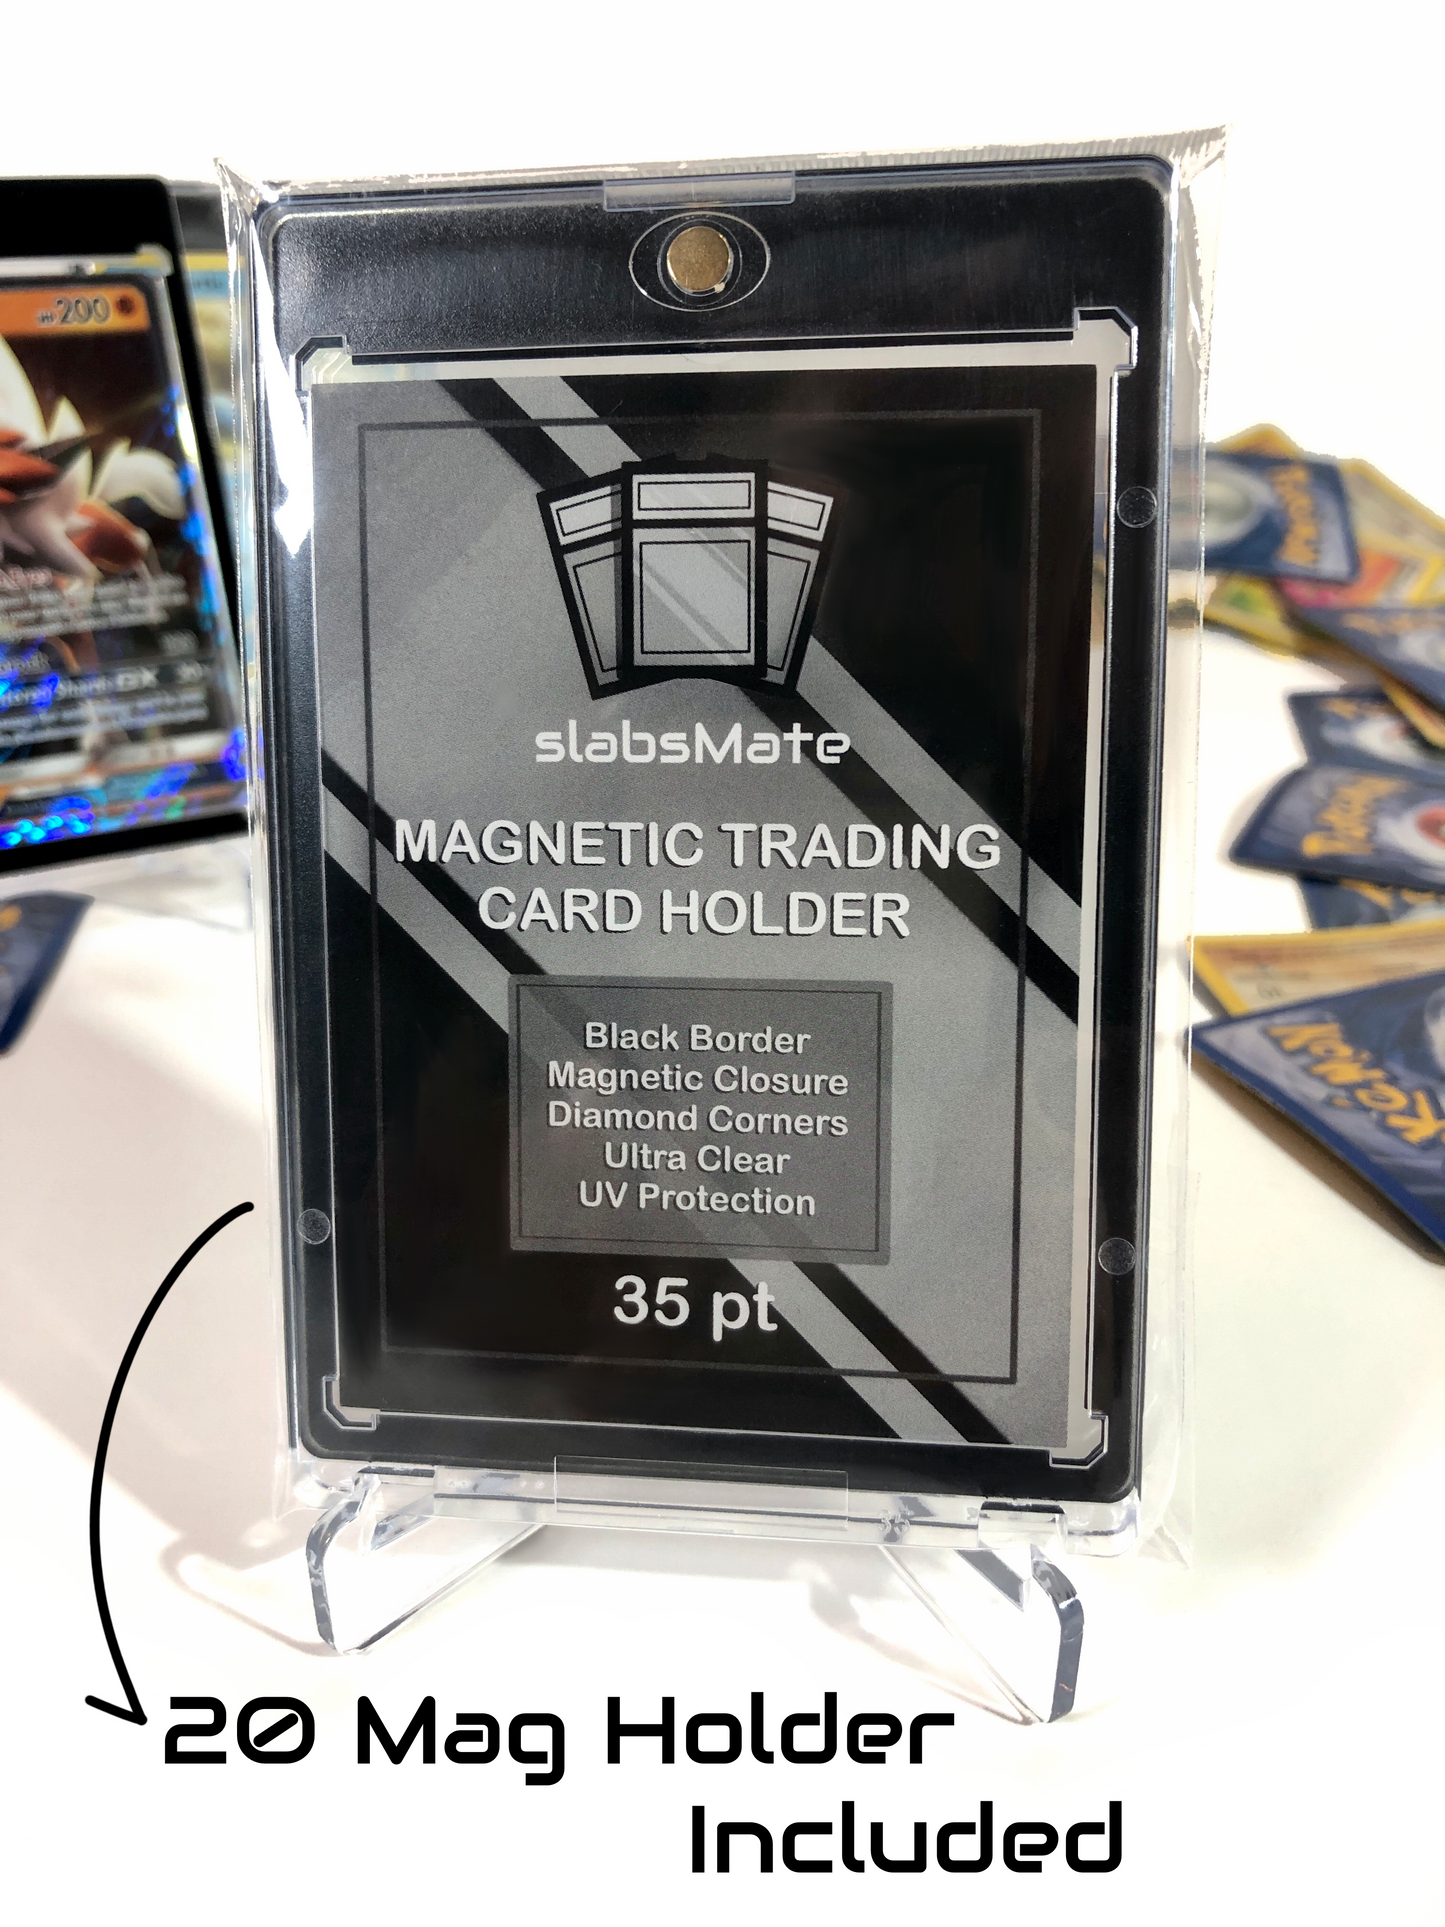 200
slabsMate
MAGNETIC TRADING
CARD HOLDER
Black Border
Magnetic Closure
Diamond Corners
Ultra Clear
UV Protection
35 pt
20 Mag Holder
Included